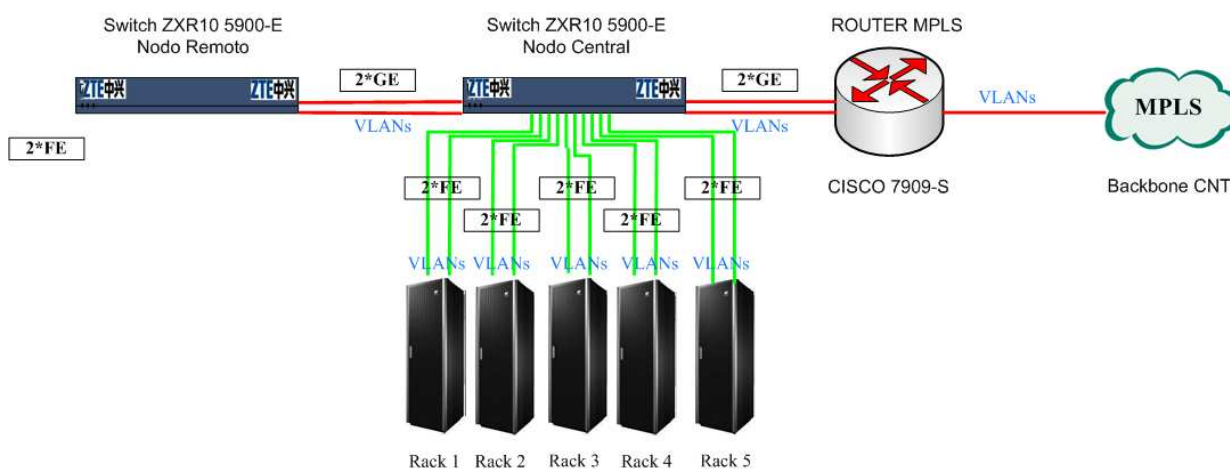 Switch ZXR10 5900-E
Nodo Remoto
Switch ZXR10 5900-E
Nodo Central
ROUTER MPLS
ZTE中兴
ZTE中兴
2*GE
VLANs
ZTE中兴
ZTE中兴
2*GE
VLANs
VLANs
MPLS
2*FE
CISCO 7909-S
Backbone CNT
2*FE
2*FE
2*FE
2*FE
2*FE
VLANs
VLANs
VLANs
VLANs
VLANs
Rack 1
Rack 2
Rack 3
Rack 4
Rack 5